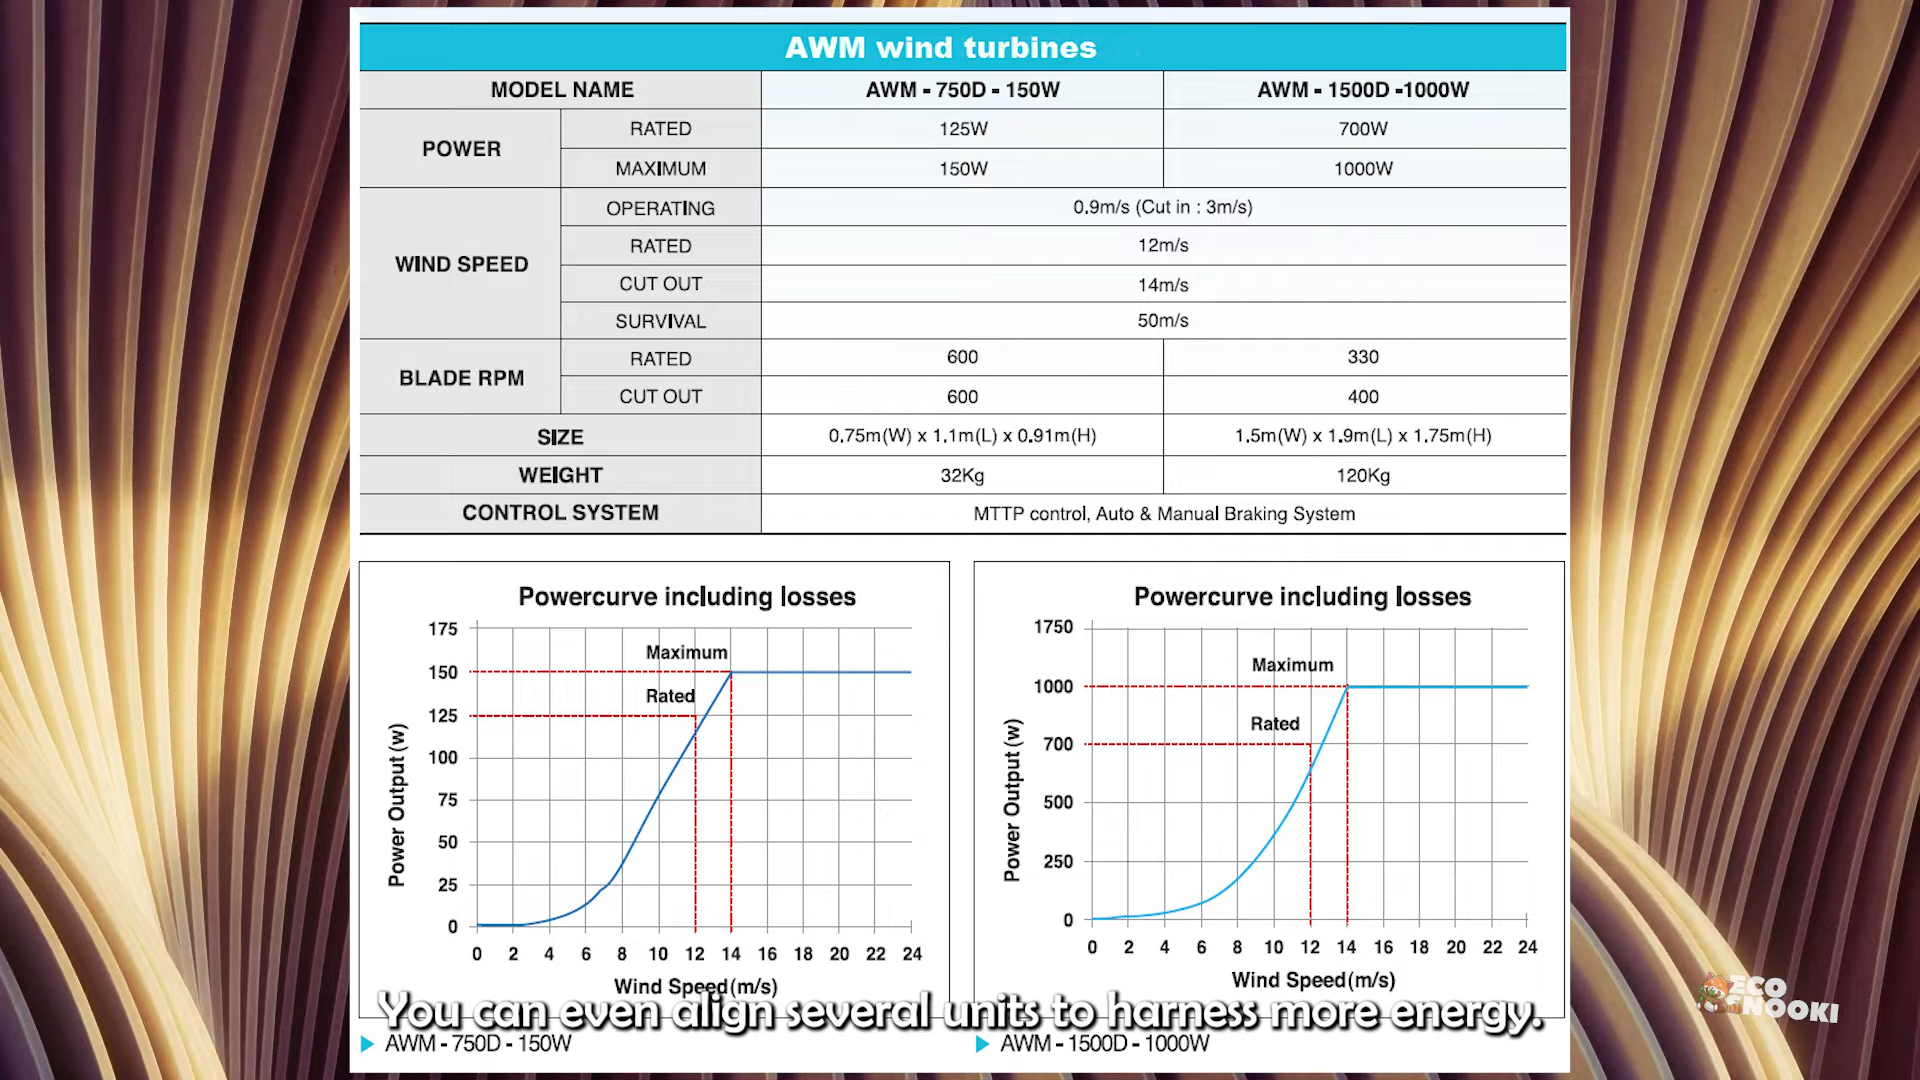 AWM wind turbines
MODEL NAME AWM - 750D - 150W AWM - 1500D -1000W
POWER RATED 125W 700W
MAXIMUM 150W 1000W
WIND SPEED OPERATING 0.9m/s (Cut in : 3m/s)
RATED 12m/s
CUT OUT 14m/s
SURVIVAL 50m/s
BLADE RPM RATED 600 330
CUT OUT 600 400
SIZE 0.75m(W) x 1.1m(L) x 0.91m(H) 1.5m(W) x 1.9m(L) x 1.75m(H)
WEIGHT 32Kg 120Kg
CONTROL SYSTEM MTTP control, Auto & Manual Braking System
Powercurve including losses
175
150
125
100
75
50
25
0
Maximum
Rated
Power Output (w)
0 2 4 6 8 10 12 14 16 18 20 22 24
Wind Speed(m/s)
AWM - 750D - 150W
Powercurve including losses
1750
1000
700
500
250
0
Maximum
Rated
Power Output (w)
0 2 4 6 8 10 12 14 16 18 20 22 24
Wind Speed(m/s)
AWM - 1500D - 1000W
You can even align several units to harness more energy.
ECO
SNOOKI